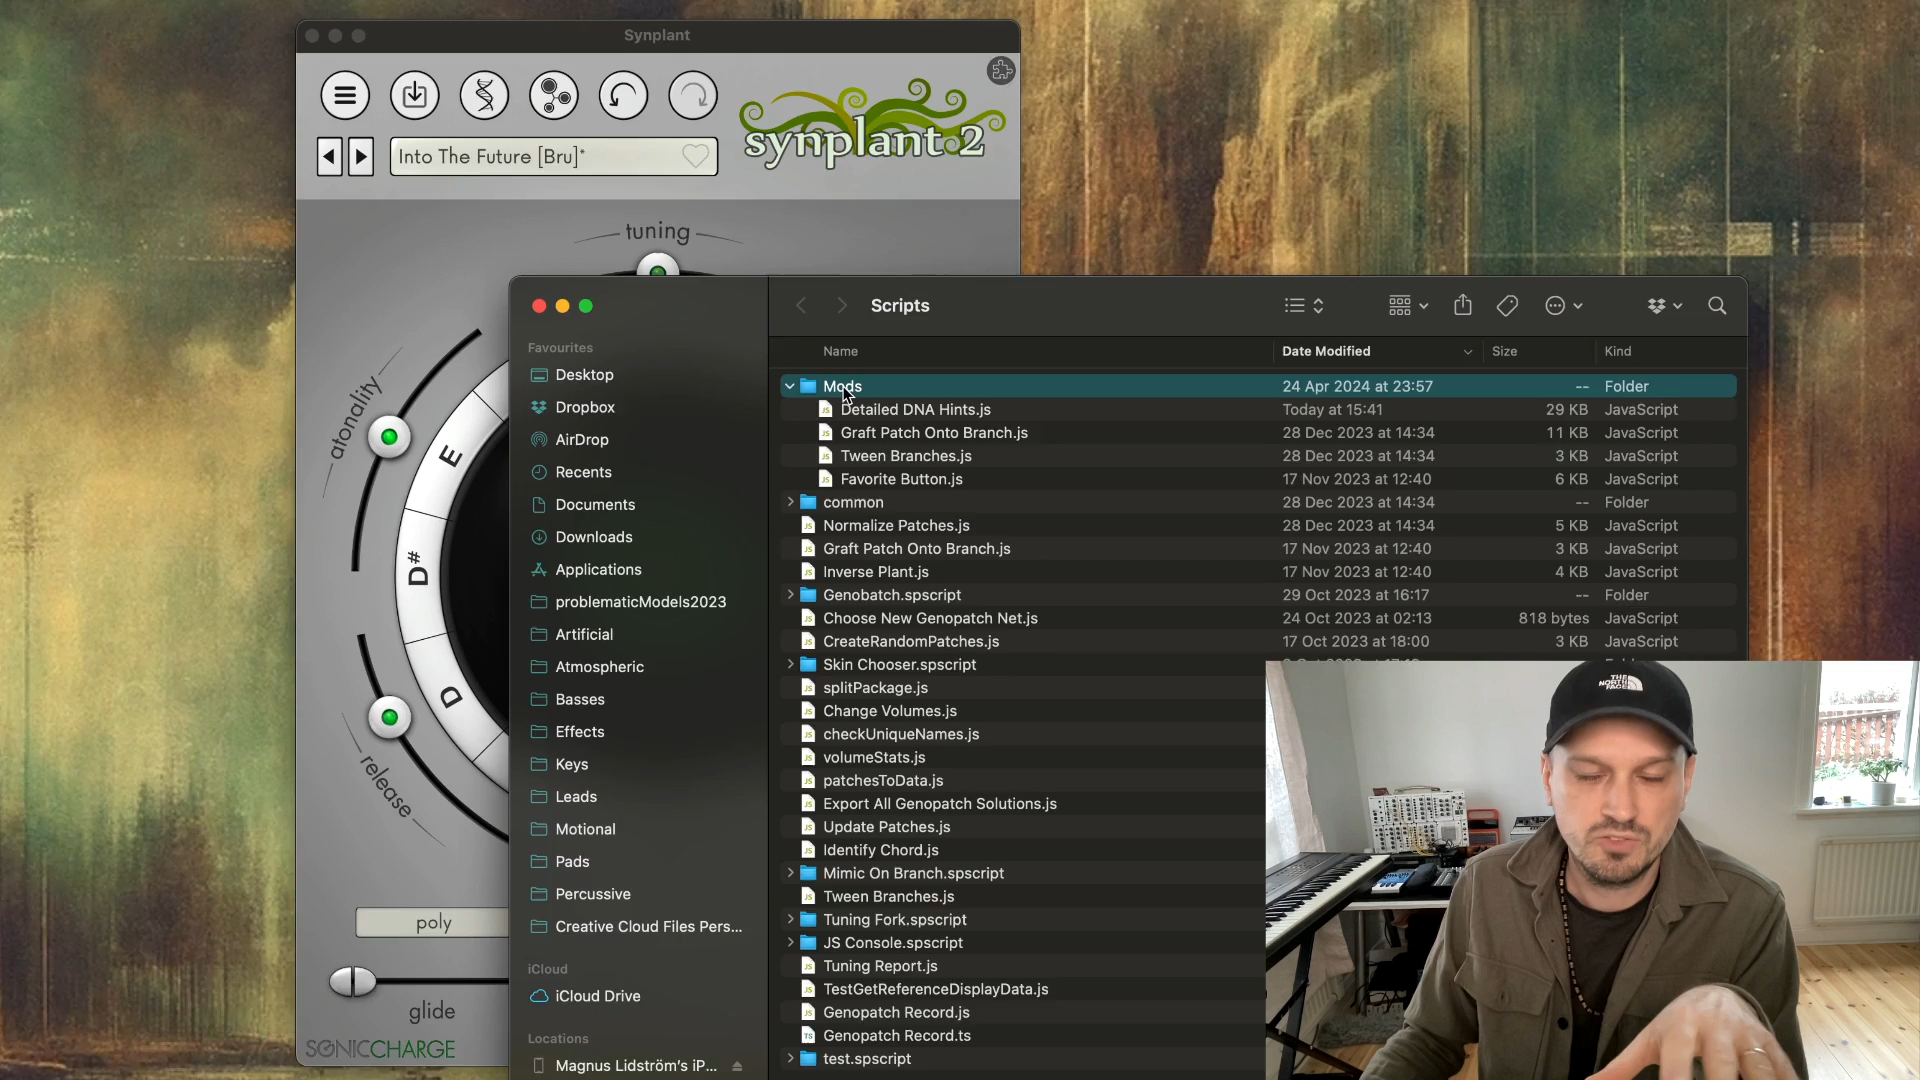 Synplant
synplant 2
Into The Future [Bru]*
tuning
atonality
E
D#
D
release
poly
glide
SONICCHARGE
Scripts
Favourites
Desktop
Dropbox
AirDrop
Recents
Documents
Downloads
Applications
problematicModels2023
Artificial
Atmospheric
Basses
Effects
Keys
Leads
Motional
Pads
Percussive
Creative Cloud Files Pers...
iCloud
iCloud Drive
Locations
Magnus Lidström's iP...
Name Date Modified Size Kind
Mods 24 Apr 2024 at 23:57 -- Folder
Detailed DNA Hints.js Today at 15:41 29 KB JavaScript
Graft Patch Onto Branch.js 28 Dec 2023 at 14:34 11 KB JavaScript
Tween Branches.js 28 Dec 2023 at 14:34 3 KB JavaScript
Favorite Button.js 17 Nov 2023 at 12:40 6 KB JavaScript
common 28 Dec 2023 at 14:34 -- Folder
Normalize Patches.js 28 Dec 2023 at 14:34 5 KB JavaScript
Graft Patch Onto Branch.js 17 Nov 2023 at 12:40 3 KB JavaScript
Inverse Plant.js 17 Nov 2023 at 12:40 4 KB JavaScript
Genobatch.spscript 29 Oct 2023 at 16:17 -- Folder
Choose New Genopatch Net.js 24 Oct 2023 at 02:13 818 bytes JavaScript
CreateRandomPatches.js 17 Oct 2023 at 18:00 3 KB JavaScript
Skin Chooser.spscript
splitPackage.js
Change Volumes.js
checkUniqueNames.js
volumeStats.js
patchesToData.js
Export All Genopatch Solutions.js
Update Patches.js
Identify Chord.js
Mimic On Branch.spscript
Tween Branches.js
Tuning Fork.spscript
JS Console.spscript
Tuning Report.js
TestGetReferenceDisplayData.js
Genopatch Record.js
Genopatch Record.ts
test.spscript
THE
NORTH
FACE